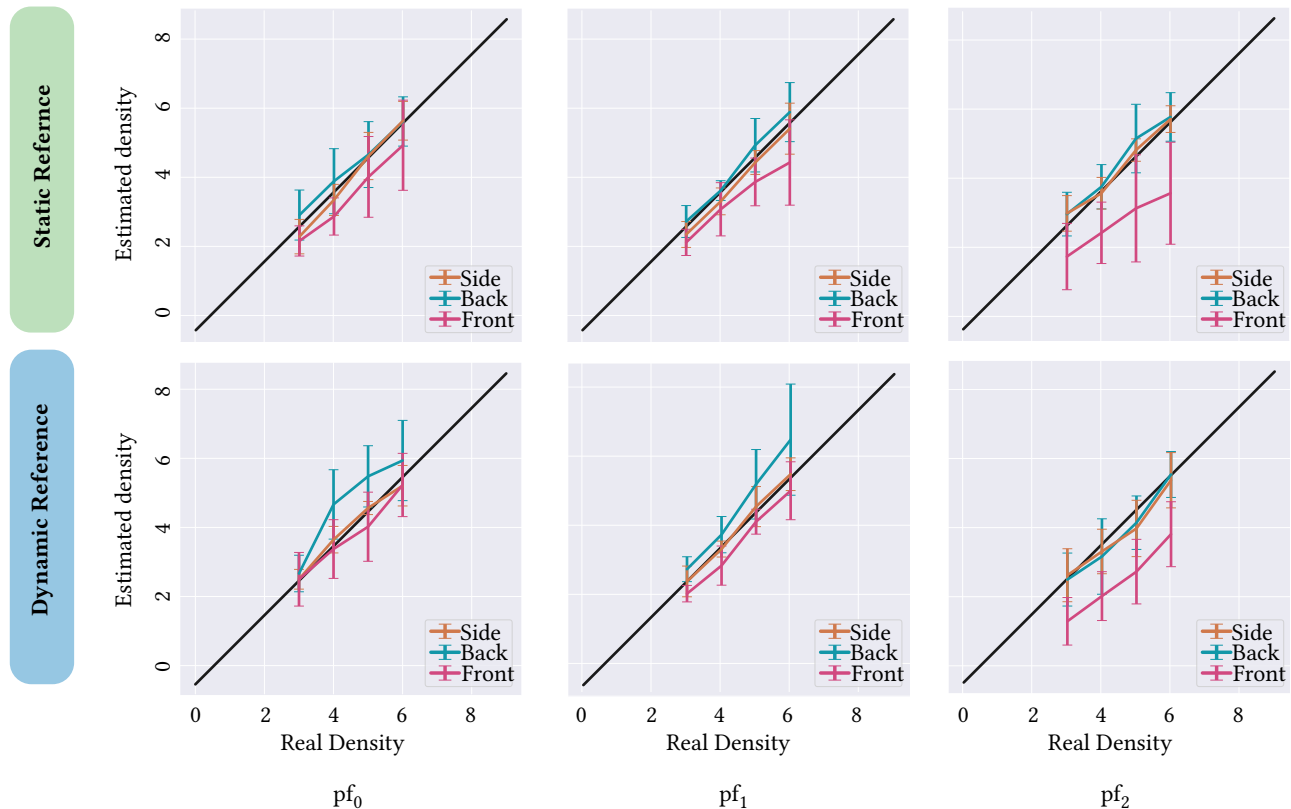 Static Refernce
Estimated density
8
6
4
2
0
Side
Back
Front
Side
Back
Front
Side
Back
Front
Dynamic Reference
Estimated density
8
6
4
2
0
Side
Back
Front
Side
Back
Front
Side
Back
Front
0 2 4 6 8
0 2 4 6 8
0 2 4 6 8
Real Density
Real Density
Real Density
pf₀
pf₁
pf₂